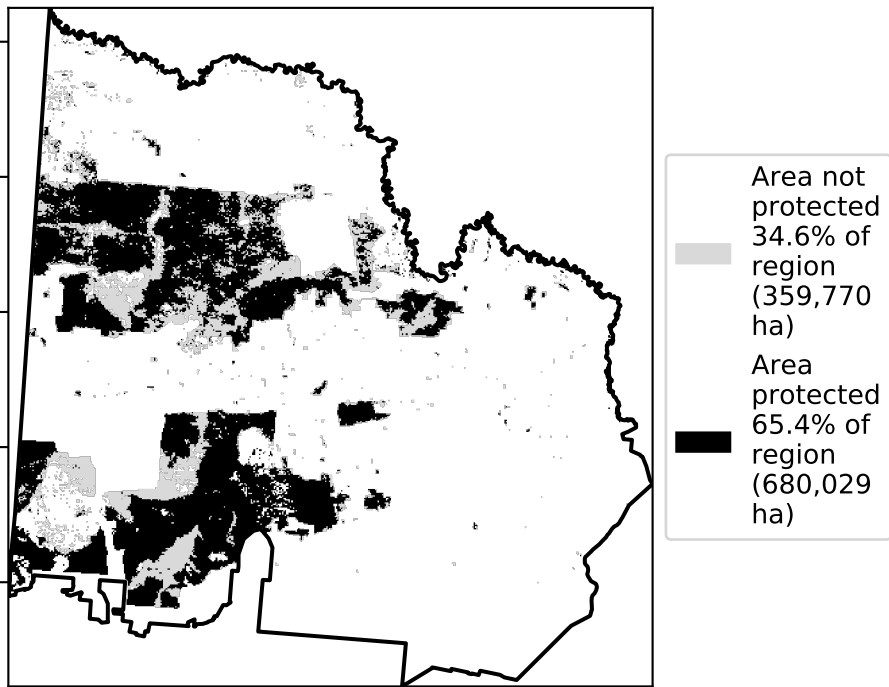 Area not
protected
34.6% of
region
(359,770
ha)
Area
protected
65.4% of
region
(680,029
ha)